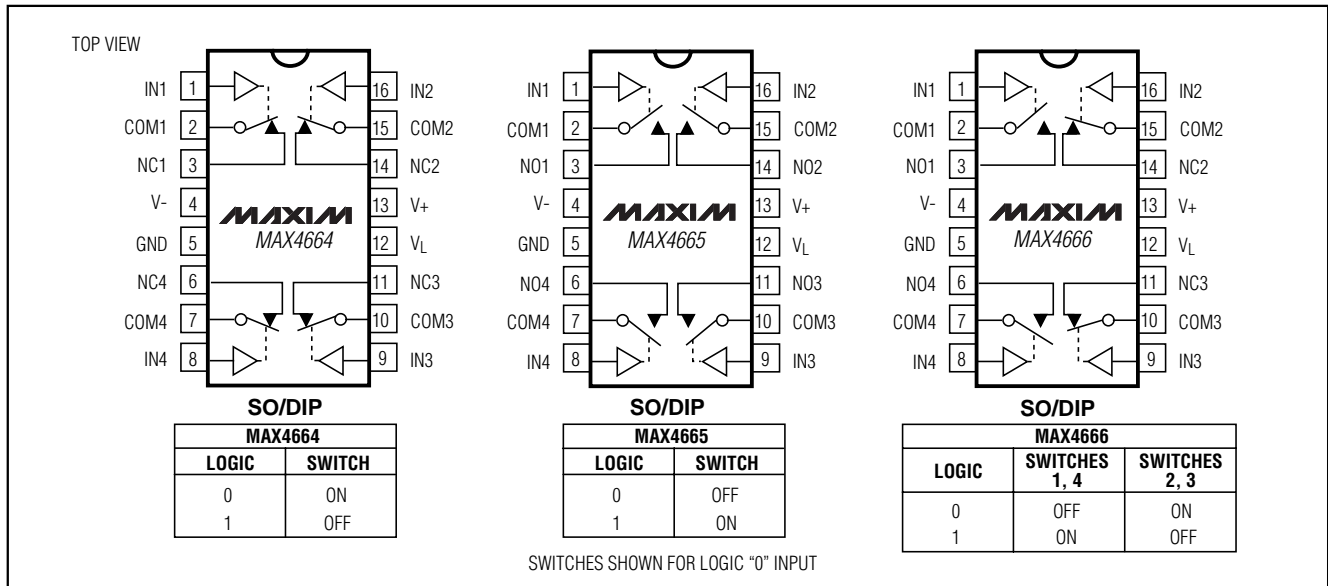 TOP VIEW
IN1 1 16 IN2
COM1 2 15 COM2
NC1 3 14 NC2
V- 4 13 V+
GND 5 12 VL
NC4 6 11 NC3
COM4 7 10 COM3
IN4 8 9 IN3
MAXIM
MAX4664
SO/DIP
MAX4664
LOGIC SWITCH
0 ON
1 OFF
IN1 1 16 IN2
COM1 2 15 COM2
NO1 3 14 NO2
V- 4 13 V+
GND 5 12 VL
NO4 6 11 NO3
COM4 7 10 COM3
IN4 8 9 IN3
MAXIM
MAX4665
SO/DIP
MAX4665
LOGIC SWITCH
0 OFF
1 ON
IN1 1 16 IN2
COM1 2 15 COM2
NO1 3 14 NC2
V- 4 13 V+
GND 5 12 VL
NO4 6 11 NC3
COM4 7 10 COM3
IN4 8 9 IN3
MAXIM
MAX4666
SO/DIP
MAX4666
LOGIC SWITCHES 1, 4 SWITCHES 2, 3
0 OFF ON
1 ON OFF
SWITCHES SHOWN FOR LOGIC “0” INPUT